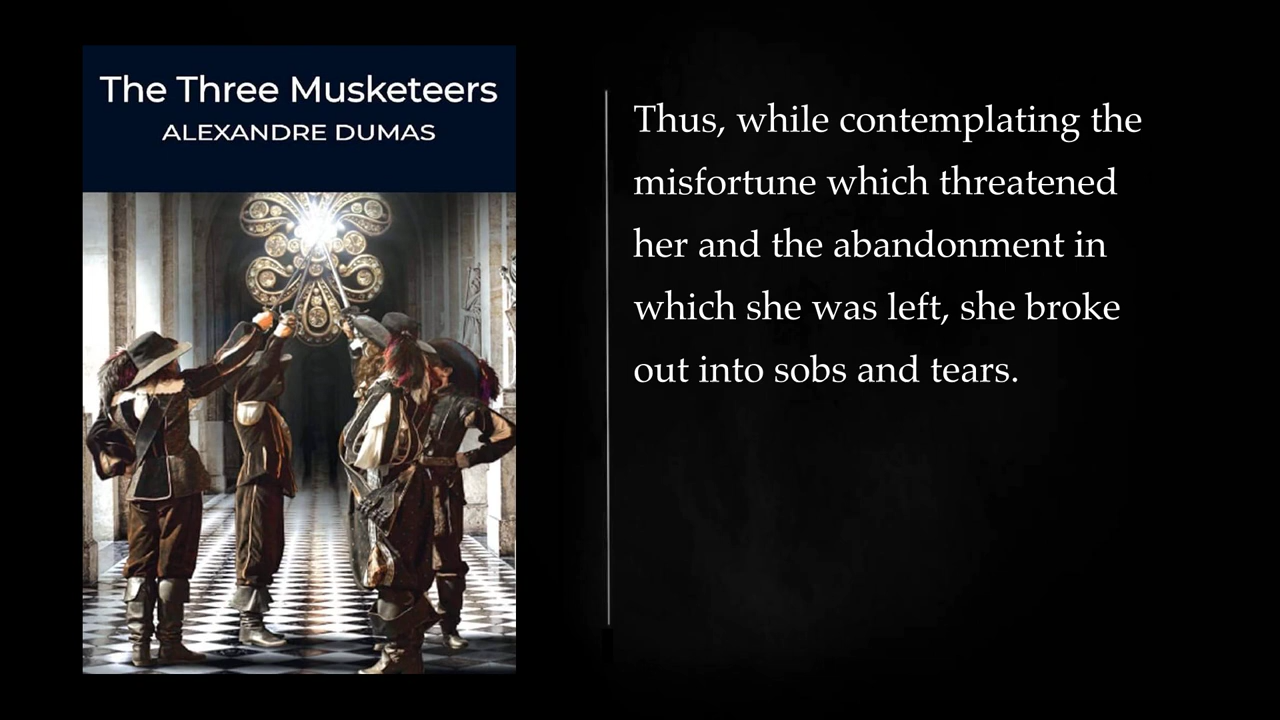 The Three Musketeers
ALEXANDRE DUMAS
Thus, while contemplating the
misfortune which threatened
her and the abandonment in
which she was left, she broke
out into sobs and tears.